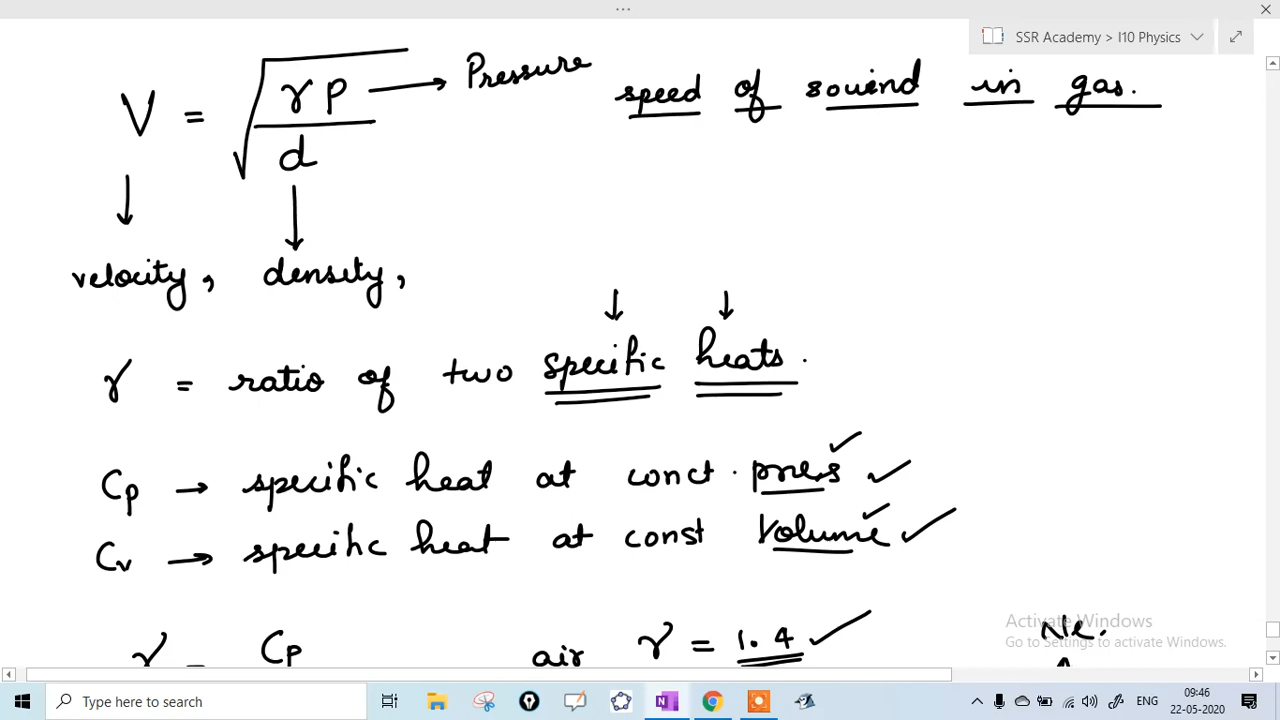 SSR Academy > I10 Physics
V = √ γP / d → Pressure speed of sound in gas.
velocity, density,
γ = ratio of two specific heats.
Cp → specific heat at conct. press
Cv → specific heat at const Volume
γ = Cp air γ = 1.4 Ne.
Activate Windows
Go to Settings to activate Windows.
Type here to search
ENG
09:46
22-05-2020